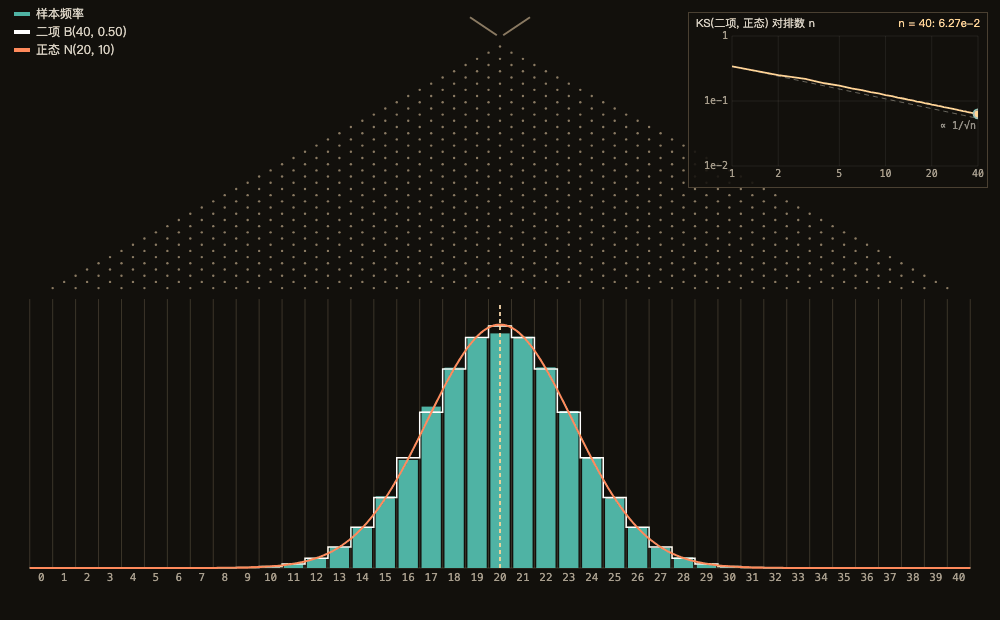 样本频率
二项 B(40, 0.50)
正态 N(20, 10)
KS(二项, 正态) 对排数 n
n = 40: 6.27e−2
1
1e−1
1e−2
∝ 1/√n
1 2 5 10 20 40
0 1 2 3 4 5 6 7 8 9 10 11 12 13 14 15 16 17 18 19 20 21 22 23 24 25 26 27 28 29 30 31 32 33 34 35 36 37 38 39 40